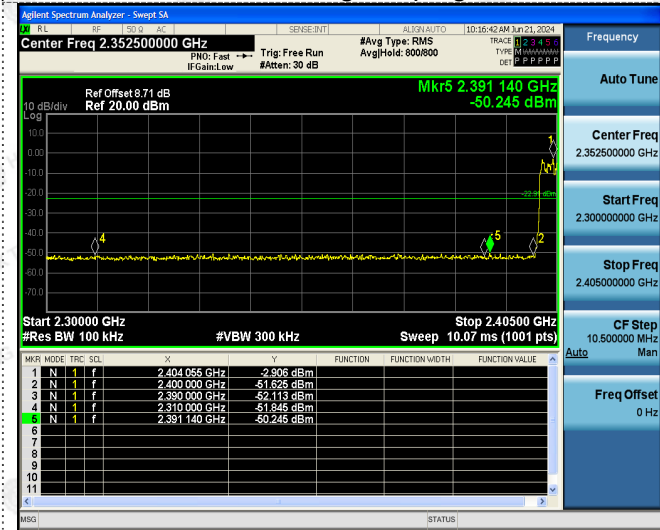 Agilent Spectrum Analyzer - Swept SA
RL RF 50 Ω AC SENSE:INT ALIGN AUTO 10:16:42 AM Jun 21, 2024
Center Freq 2.352500000 GHz
PNO: Fast
IFGain:Low
Trig: Free Run
#Atten: 30 dB
#Avg Type: RMS
Avg|Hold: 800/800
TRACE 1 2 3 4 5 6
TYPE M
DET P P P P P P
Frequency
Mkr5 2.391 140 GHz
-50.245 dBm
Ref Offset 8.71 dB
Ref 20.00 dBm
10 dB/div
Log
10.0
0.00
-10.0
-20.0
-30.0
-40.0
-50.0
-60.0
-70.0
1
-22.91 dBm
4
5
2
Start 2.30000 GHz
Stop 2.40500 GHz
#Res BW 100 kHz
#VBW 300 kHz
Sweep 10.07 ms (1001 pts)
MKR MODE TRC SCL X Y FUNCTION FUNCTION WIDTH FUNCTION VALUE
1 N 1 f 2.404 055 GHz -2.906 dBm
2 N 1 f 2.400 000 GHz -51.625 dBm
3 N 1 f 2.390 000 GHz -52.113 dBm
4 N 1 f 2.310 000 GHz -51.845 dBm
5 N 1 f 2.391 140 GHz -50.245 dBm
6
7
8
9
10
11
MSG
STATUS
Auto Tune
Center Freq
2.352500000 GHz
Start Freq
2.300000000 GHz
Stop Freq
2.405000000 GHz
CF Step
10.500000 MHz
Auto Man
Freq Offset
0 Hz